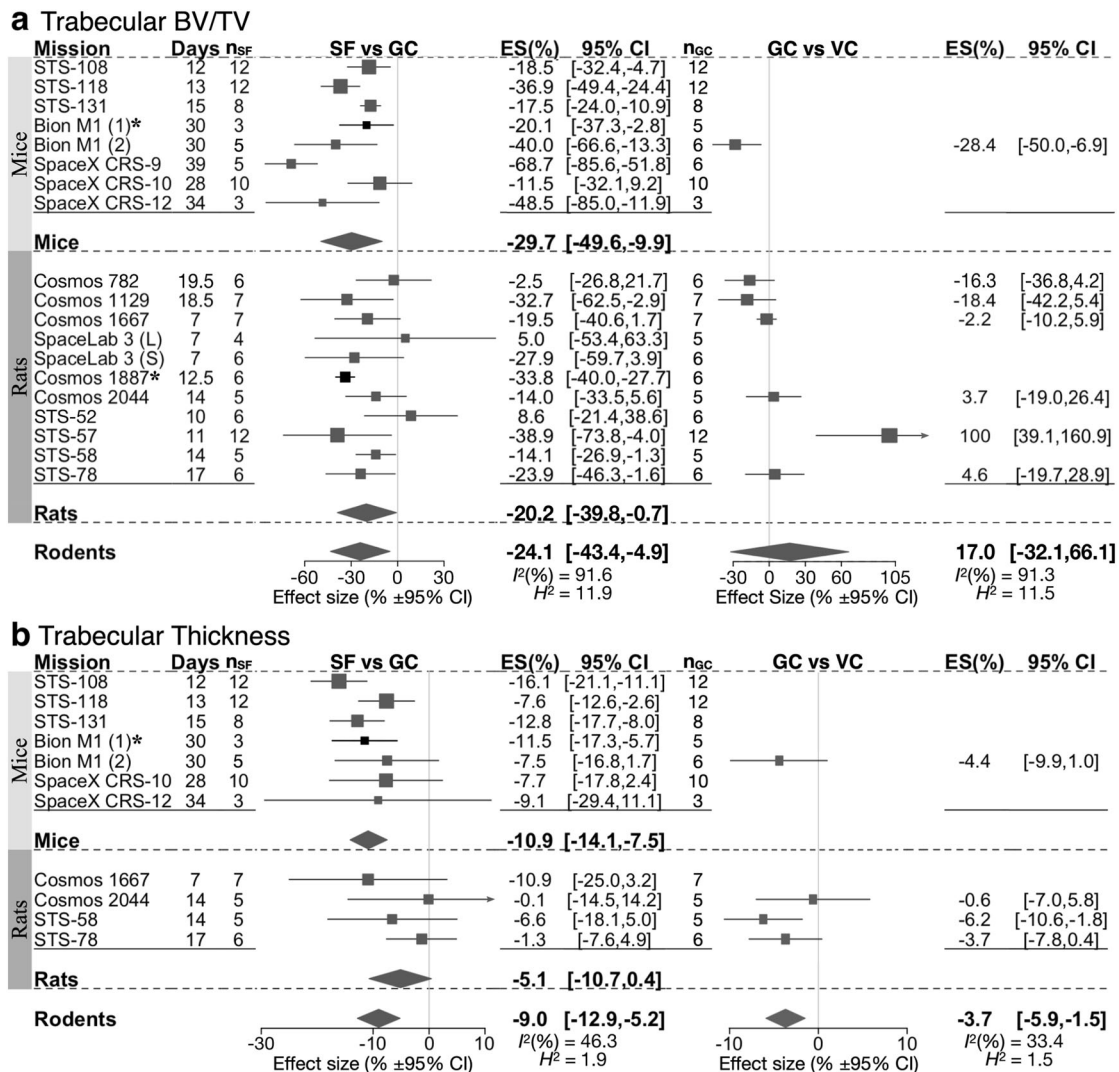 a Trabecular BV/TV
Mission Days nSF SF vs GC ES(%) 95% CI nGC GC vs VC ES(%) 95% CI
Mice
STS-108 12 12 -18.5 [-32.4,-4.7] 12
STS-118 13 12 -36.9 [-49.4,-24.4] 12
STS-131 15 8 -17.5 [-24.0,-10.9] 8
Bion M1 (1)* 30 3 -20.1 [-37.3,-2.8] 5
Bion M1 (2) 30 5 -40.0 [-66.6,-13.3] 6 -28.4 [-50.0,-6.9]
SpaceX CRS-9 39 5 -68.7 [-85.6,-51.8] 6
SpaceX CRS-10 28 10 -11.5 [-32.1,9.2] 10
SpaceX CRS-12 34 3 -48.5 [-85.0,-11.9] 3
Mice -29.7 [-49.6,-9.9]
Rats
Cosmos 782 19.5 6 -2.5 [-26.8,21.7] 6 -16.3 [-36.8,4.2]
Cosmos 1129 18.5 7 -32.7 [-62.5,-2.9] 7 -18.4 [-42.2,5.4]
Cosmos 1667 7 7 -19.5 [-40.6,1.7] 7 -2.2 [-10.2,5.9]
SpaceLab 3 (L) 7 4 5.0 [-53.4,63.3] 5
SpaceLab 3 (S) 7 6 -27.9 [-59.7,3.9] 6
Cosmos 1887* 12.5 6 -33.8 [-40.0,-27.7] 6
Cosmos 2044 14 5 -14.0 [-33.5,5.6] 5 3.7 [-19.0,26.4]
STS-52 10 6 8.6 [-21.4,38.6] 6
STS-57 11 12 -38.9 [-73.8,-4.0] 12 100 [39.1,160.9]
STS-58 14 5 -14.1 [-26.9,-1.3] 5
STS-78 17 6 -23.9 [-46.3,-1.6] 6 4.6 [-19.7,28.9]
Rats -20.2 [-39.8,-0.7]
Rodents -24.1 [-43.4,-4.9] 17.0 [-32.1,66.1]
-60 -30 0 30 I²(%) = 91.6 -30 0 30 60 105 I²(%) = 91.3
Effect size (% ±95% CI) H² = 11.9 Effect Size (% ±95% CI) H² = 11.5
b Trabecular Thickness
Mission Days nSF SF vs GC ES(%) 95% CI nGC GC vs VC ES(%) 95% CI
Mice
STS-108 12 12 -16.1 [-21.1,-11.1] 12
STS-118 13 12 -7.6 [-12.6,-2.6] 12
STS-131 15 8 -12.8 [-17.7,-8.0] 8
Bion M1 (1)* 30 3 -11.5 [-17.3,-5.7] 5
Bion M1 (2) 30 5 -7.5 [-16.8,1.7] 6 -4.4 [-9.9,1.0]
SpaceX CRS-10 28 10 -7.7 [-17.8,2.4] 10
SpaceX CRS-12 34 3 -9.1 [-29.4,11.1] 3
Mice -10.9 [-14.1,-7.5]
Rats
Cosmos 1667 7 7 -10.9 [-25.0,3.2] 7
Cosmos 2044 14 5 -0.1 [-14.5,14.2] 5 -0.6 [-7.0,5.8]
STS-58 14 5 -6.6 [-18.1,5.0] 5 -6.2 [-10.6,-1.8]
STS-78 17 6 -1.3 [-7.6,4.9] 6 -3.7 [-7.8,0.4]
Rats -5.1 [-10.7,0.4]
Rodents -9.0 [-12.9,-5.2] -3.7 [-5.9,-1.5]
-30 0 10 I²(%) = 46.3 -10 0 10 I²(%) = 33.4
Effect size (% ±95% CI) H² = 1.9 Effect size (% ±95% CI) H² = 1.5